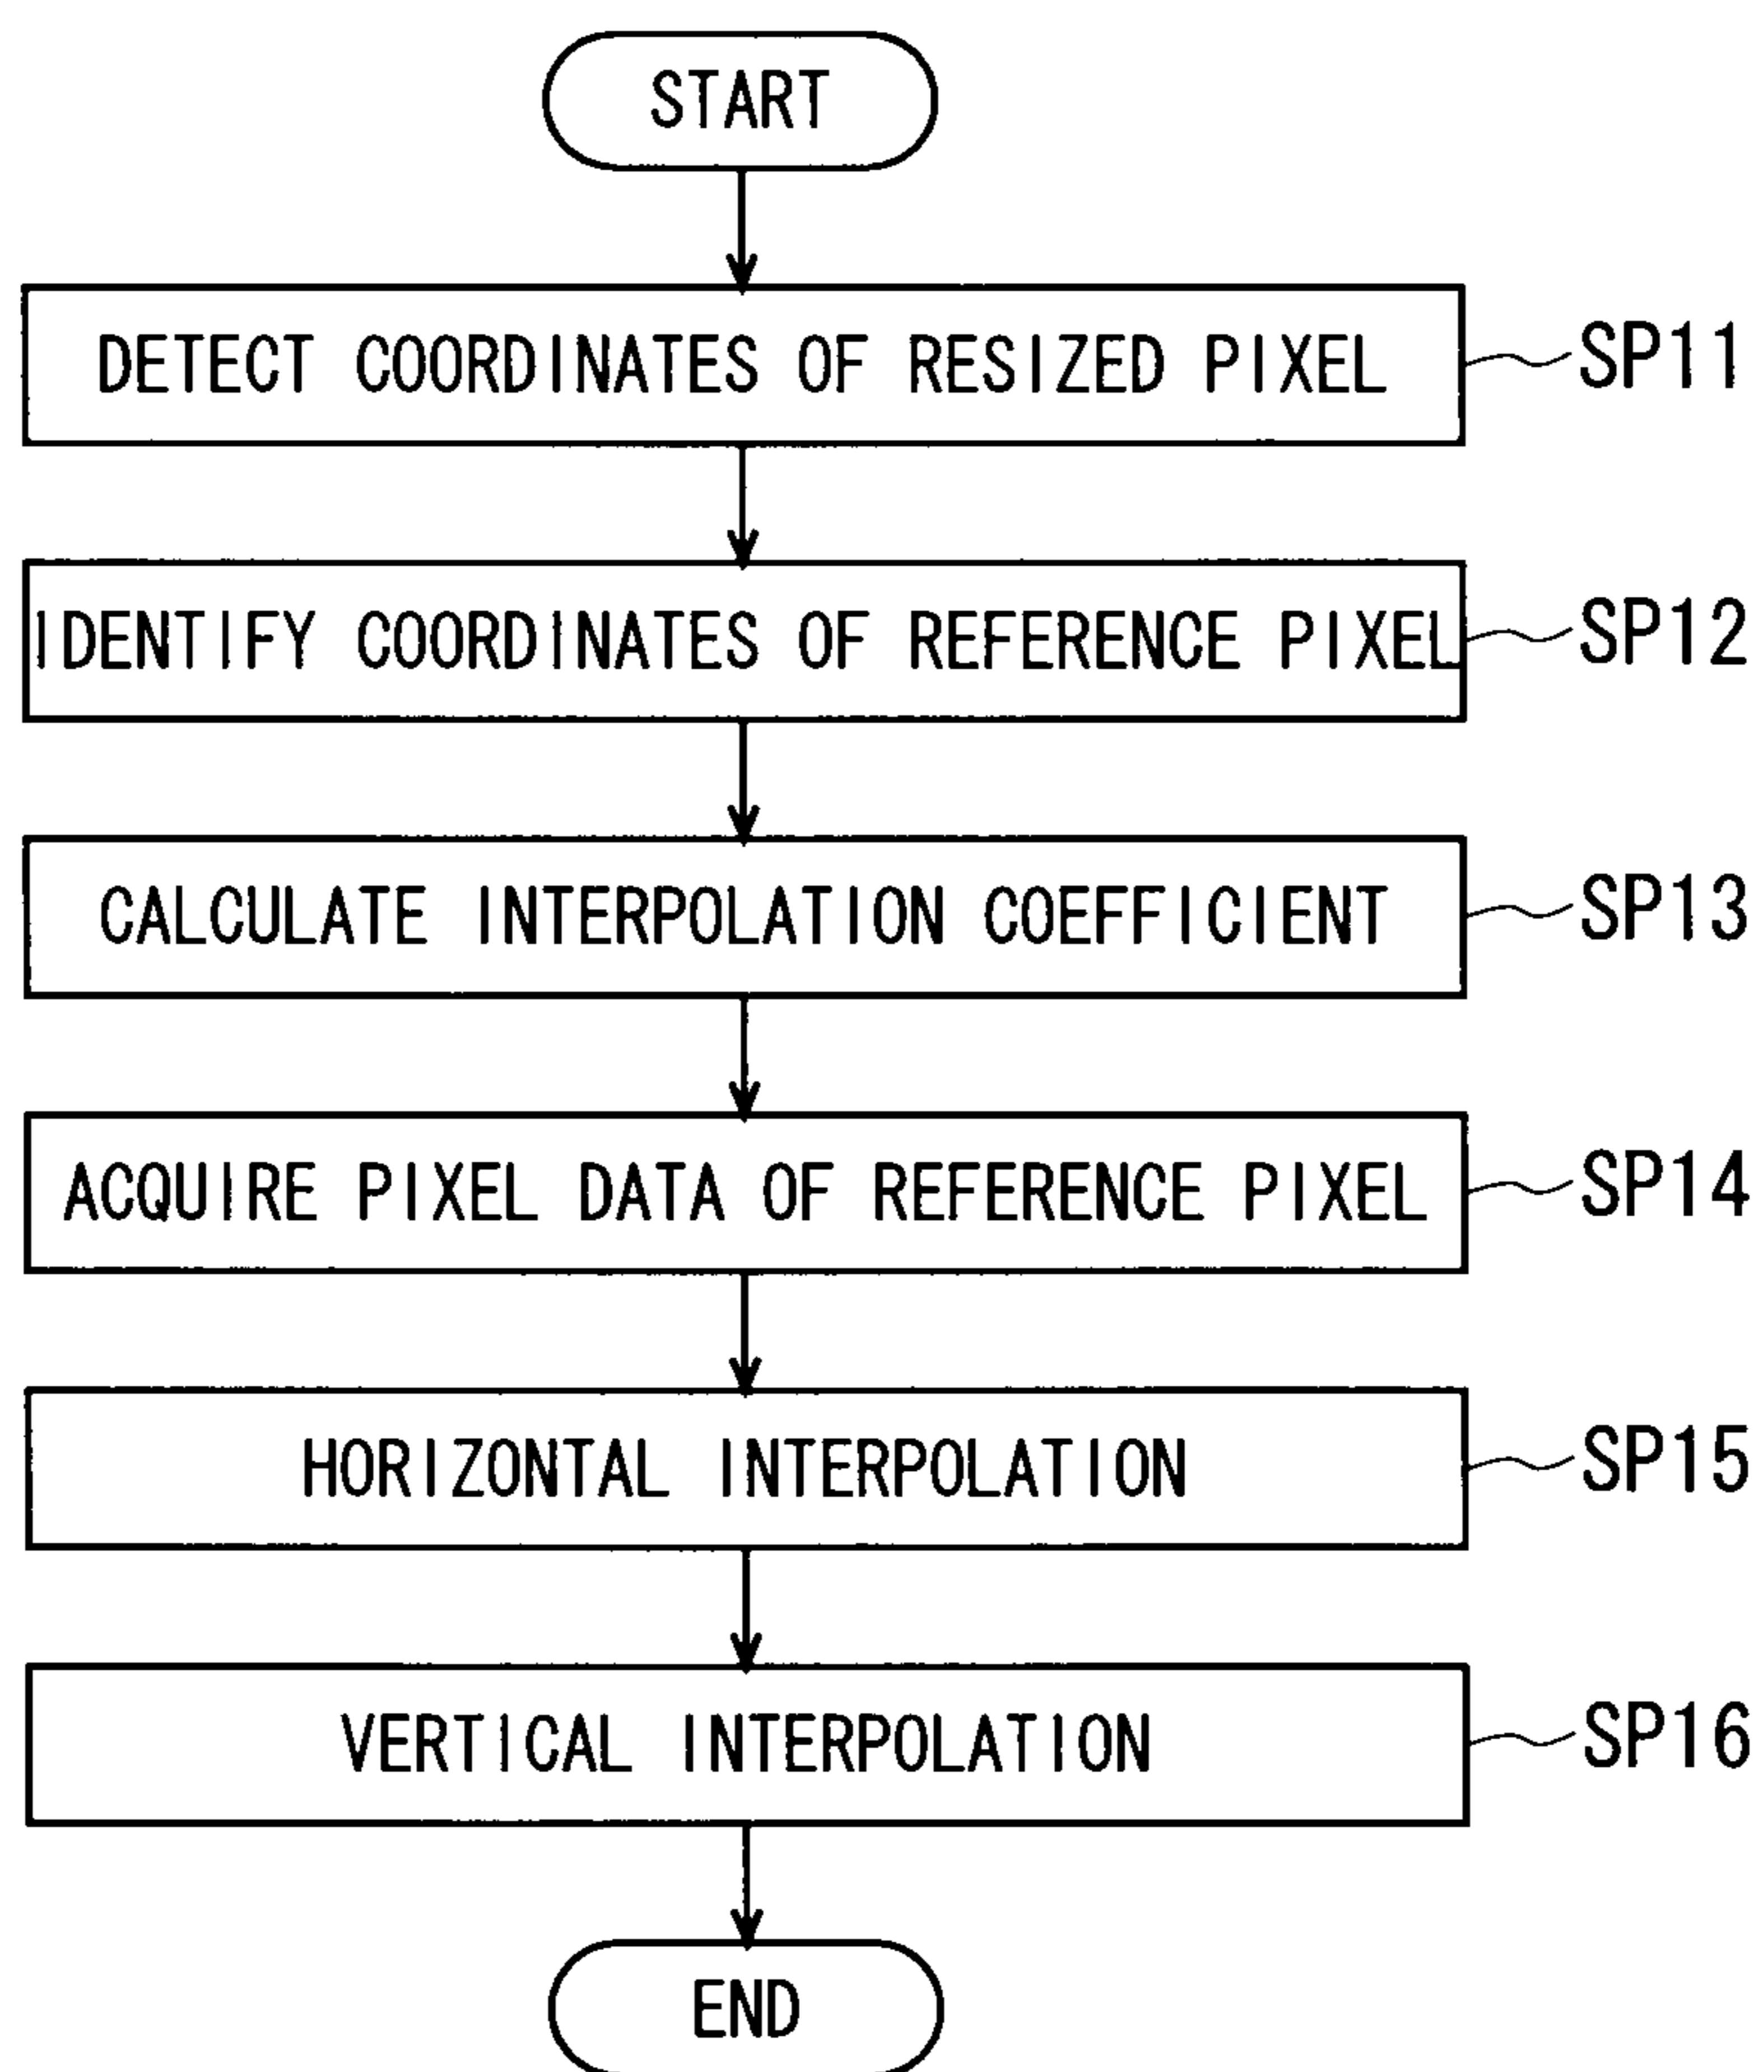 START
DETECT COORDINATES OF RESIZED PIXEL SP11
IDENTIFY COORDINATES OF REFERENCE PIXEL SP12
CALCULATE INTERPOLATION COEFFICIENT SP13
ACQUIRE PIXEL DATA OF REFERENCE PIXEL SP14
HORIZONTAL INTERPOLATION SP15
VERTICAL INTERPOLATION SP16
END